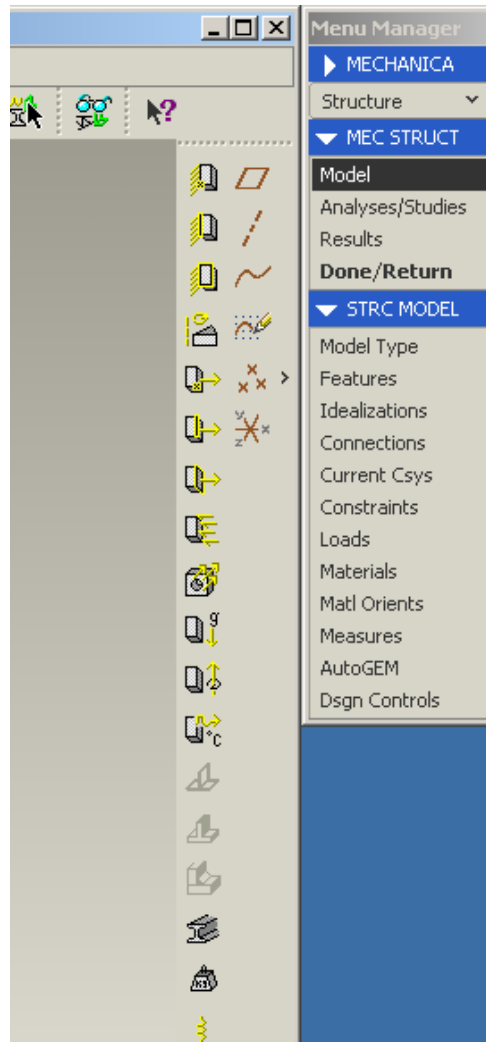 Menu Manager
MECHANICA
Structure
MEC STRUCT
Model
Analyses/Studies
Results
Done/Return
STRC MODEL
Model Type
Features
Idealizations
Connections
Current Csys
Constraints
Loads
Materials
Matl Orients
Measures
AutoGEM
Dsgn Controls
?
x x x
y x z
g
°C